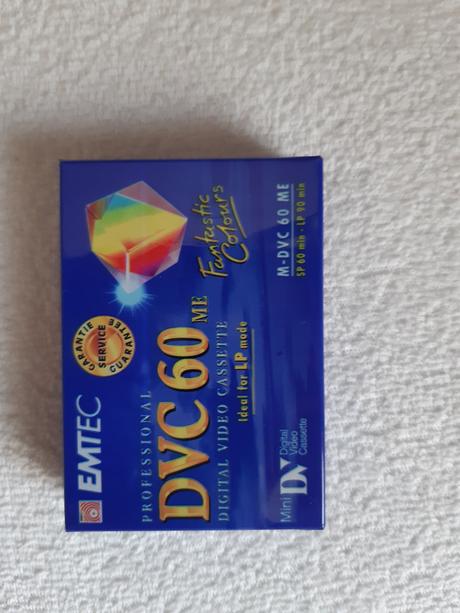 EMTEC
GARANTIE
SERVICE
GUARANTEE
PROFESSIONAL
DVC 60 ME
DIGITAL VIDEO CASSETTE
Ideal for LP mode
Fantastic
Colours
Mini DV Digital
Video
Cassette
M-DVC 60 ME
SP 60 min · LP 90 min